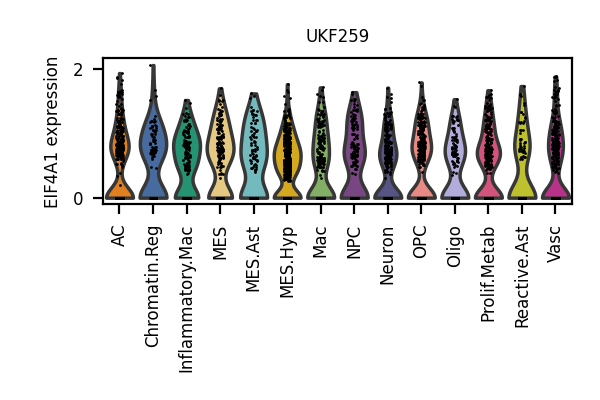 UKF259
EIF4A1 expression
2
0
AC
Chromatin.Reg
Inflammatory.Mac
MES
MES.Ast
MES.Hyp
Mac
NPC
Neuron
OPC
Oligo
Prolif.Metab
Reactive.Ast
Vasc